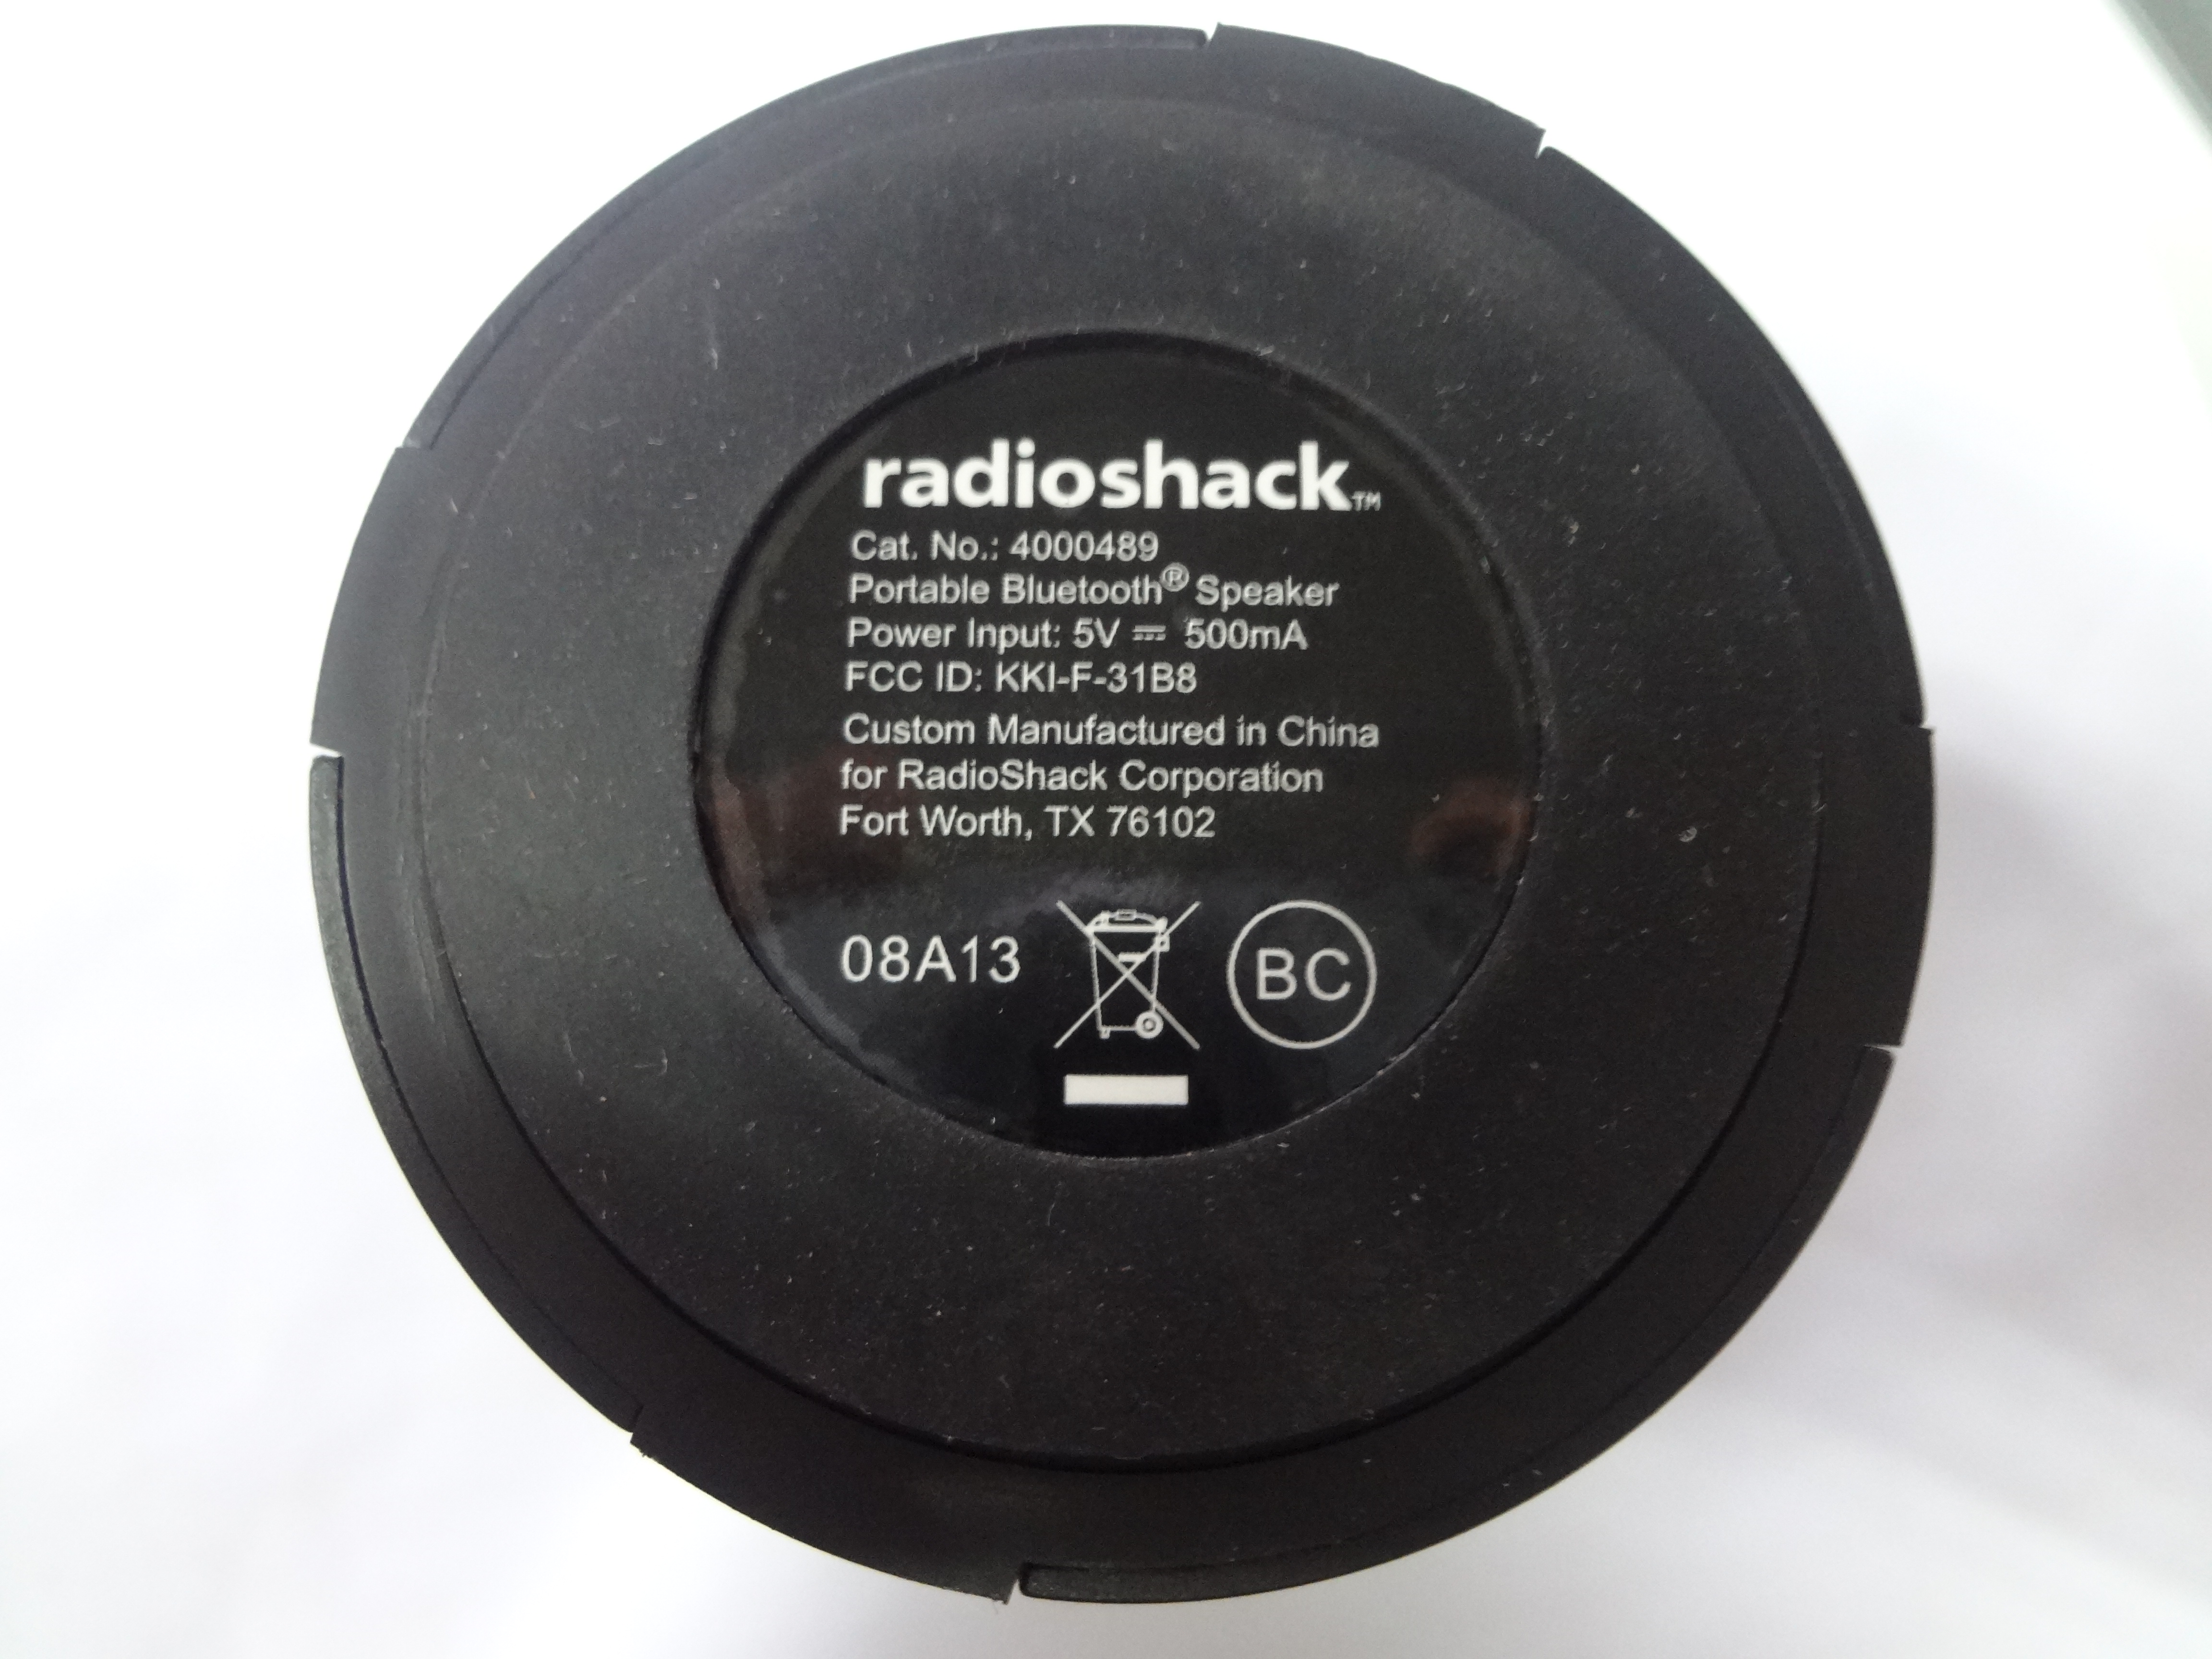 radioshack™
Cat. No.: 4000489
Portable Bluetooth® Speaker
Power Input: 5V ⎓ 500mA
FCC ID: KKI-F-31B8
Custom Manufactured in China
for RadioShack Corporation
Fort Worth, TX 76102
08A13 BC